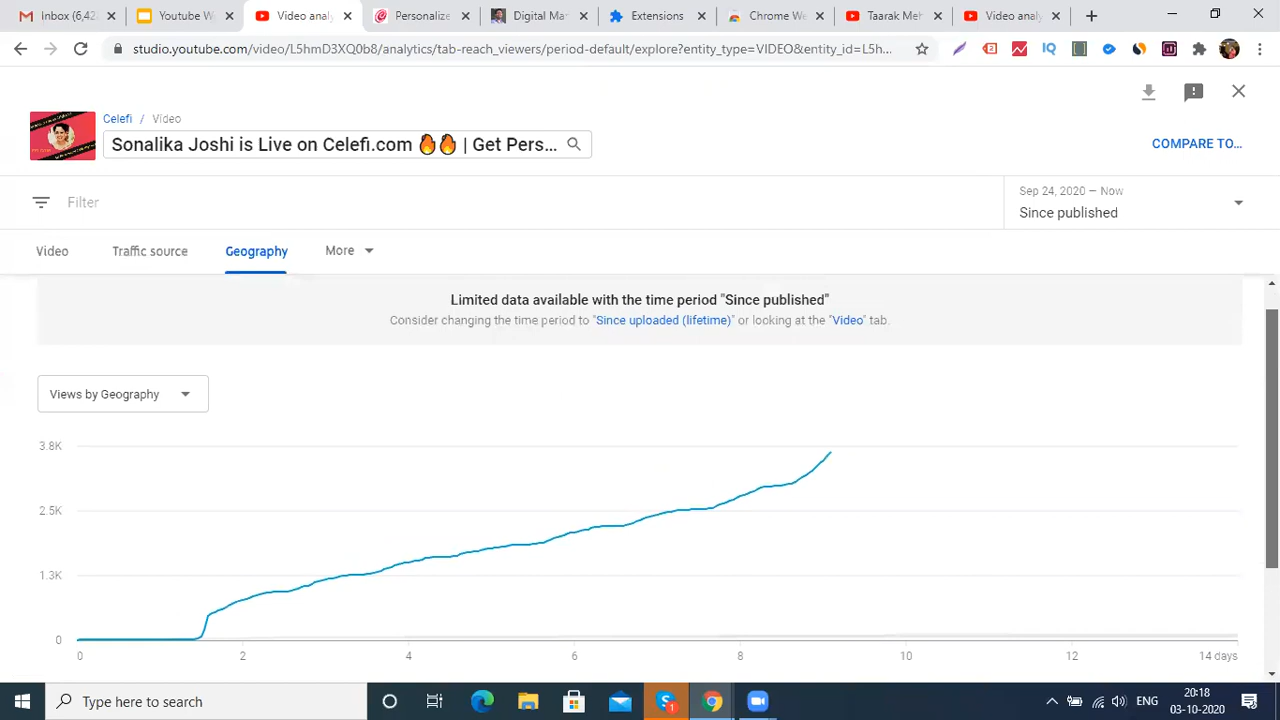 Inbox (6,42
Youtube W
Video anal
Personalize
Digital Ma
Extensions
Chrome We
Taarak Meh
Video analy
studio.youtube.com/video/L5hmD3XQ0b8/analytics/tab-reach_viewers/period-default/explore?entity_type=VIDEO&entity_id=L5h...
Celefi / Video
Sonalika Joshi is Live on Celefi.com 🔥🔥 | Get Pers...
COMPARE TO...
Filter
Sep 24, 2020 — Now
Since published
Video
Traffic source
Geography
More
Limited data available with the time period "Since published"
Consider changing the time period to "Since uploaded (lifetime)" or looking at the "Video" tab.
Views by Geography
3.8K
2.5K
1.3K
0
0 2 4 6 8 10 12 14 days
Type here to search
ENG
20:18
03-10-2020